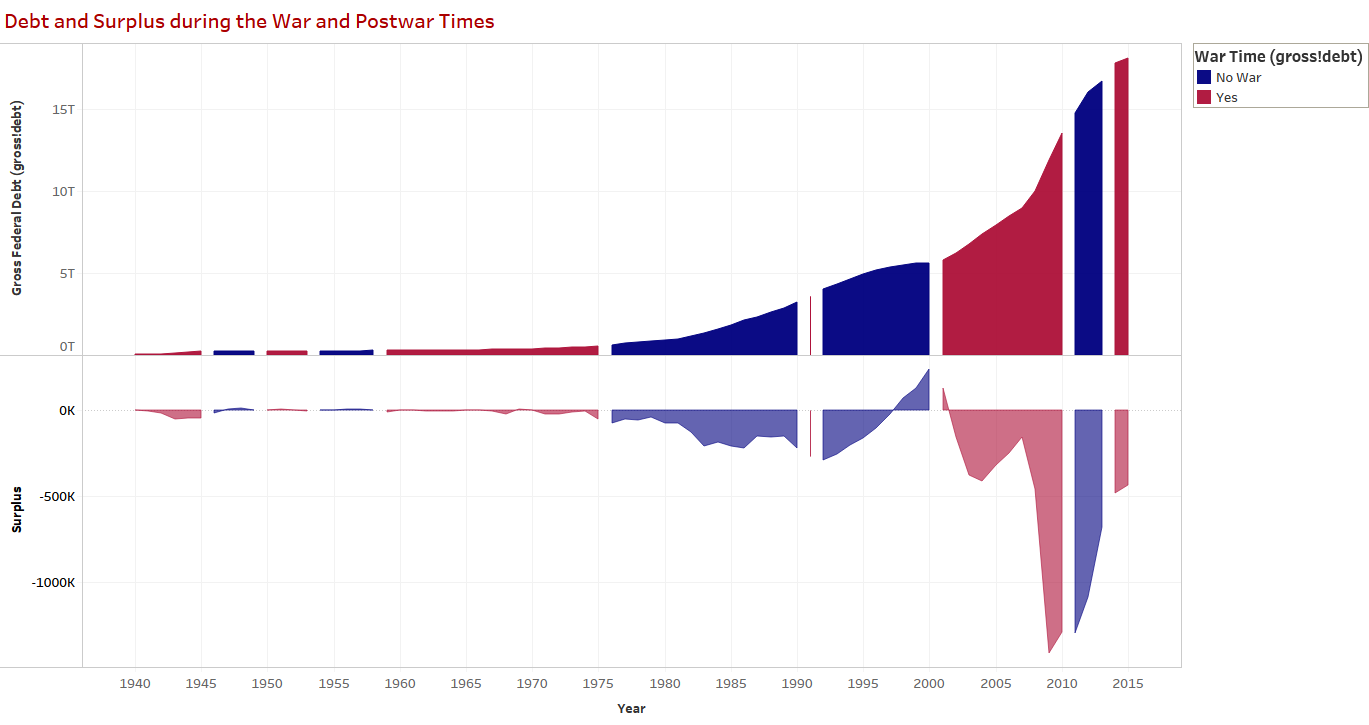 Debt and Surplus during the War and Postwar Times
War Time (gross!debt)
No War
Yes
Gross Federal Debt (gross!debt)
15T
10T
5T
0T
Surplus
0K
-500K
-1000K
1940 1945 1950 1955 1960 1965 1970 1975 1980 1985 1990 1995 2000 2005 2010 2015
Year